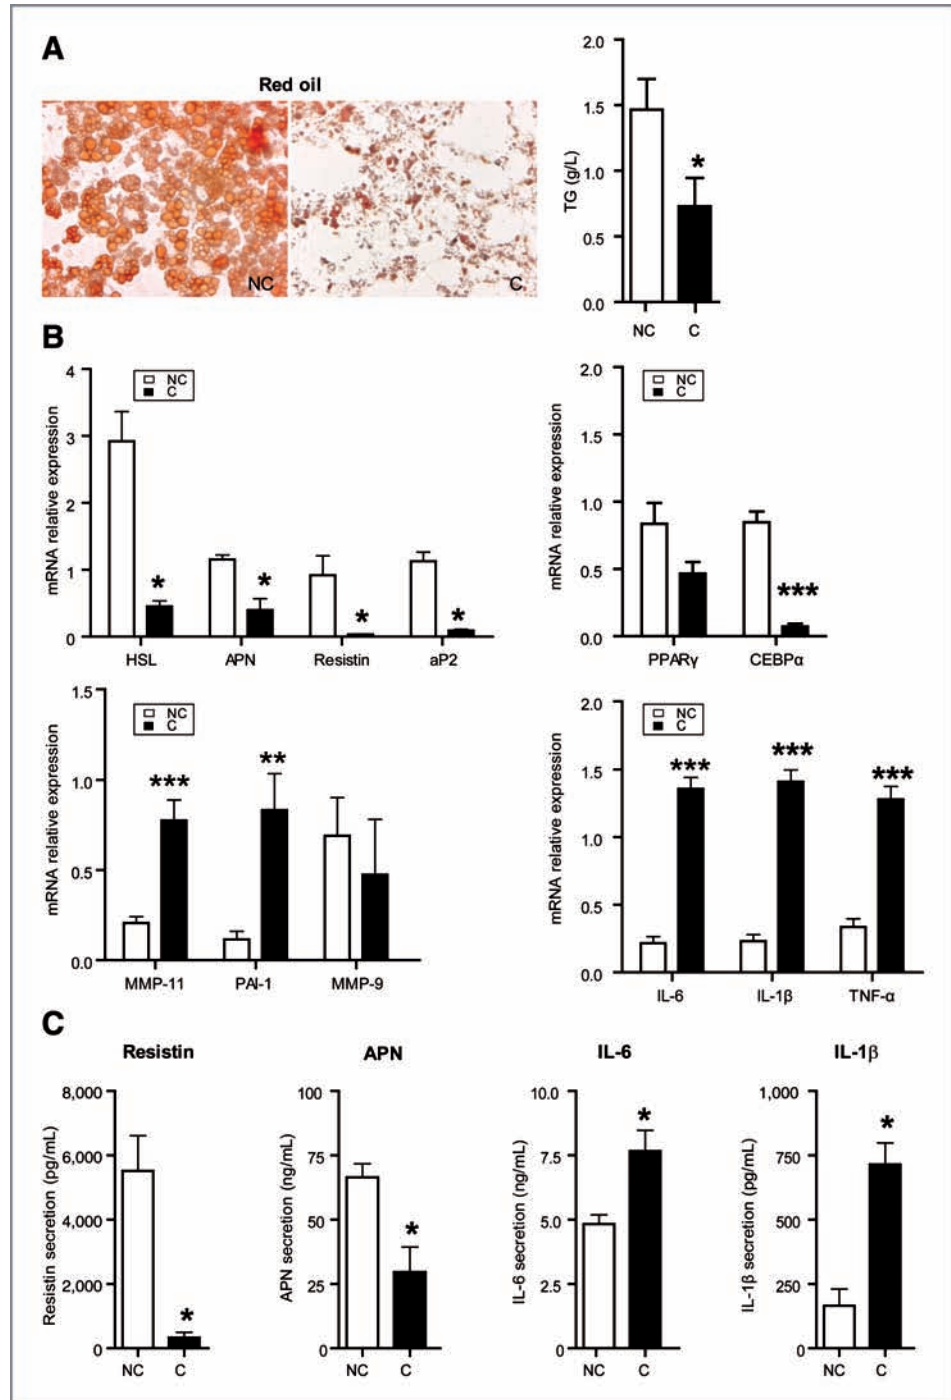 A
Red oil
NC
C
TG (g/L)
2.0
1.5
1.0
0.5
0.0
*
NC C
B
mRNA relative expression
4
3
2
1
0
NC
C
* * * *
HSL APN Resistin aP2
mRNA relative expression
2.0
1.5
1.0
0.5
0.0
NC
C
***
PPARγ CEBPα
mRNA relative expression
1.5
1.0
0.5
0.0
NC
C
*** **
MMP-11 PAI-1 MMP-9
mRNA relative expression
2.0
1.5
1.0
0.5
0.0
NC
C
*** *** ***
IL-6 IL-1β TNF-α
C
Resistin
Resistin secretion (pg/mL)
8,000
6,000
4,000
2,000
0
*
NC C
APN
APN secretion (ng/mL)
100
75
50
25
0
*
NC C
IL-6
IL-6 secretion (ng/mL)
10.0
7.5
5.0
2.5
0
*
NC C
IL-1β
IL-1β secretion (pg/mL)
1,000
750
500
250
0
*
NC C